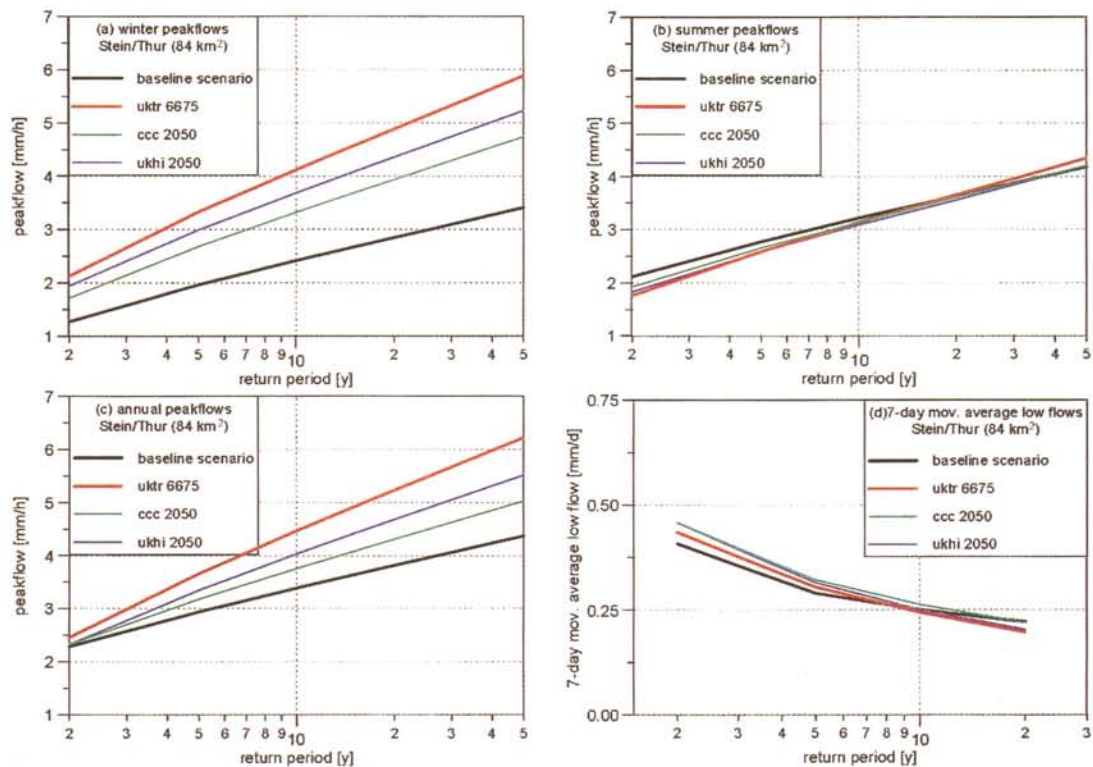 (a) winter peakflows
Stein/Thur (84 km²)
baseline scenario
uktr 6675
ccc 2050
ukhi 2050
peakflow [mm/h]
7
6
5
4
3
2
1
2 3 4 5 6 7 8 9 10 2 3 4 5
return period [y]
(b) summer peakflows
Stein/Thur (84 km²)
baseline scenario
uktr 6675
ccc 2050
ukhi 2050
peakflow [mm/h]
7
6
5
4
3
2
1
2 3 4 5 6 7 8 9 10 2 3 4 5
return period [y]
(c) annual peakflows
Stein/Thur (84 km²)
baseline scenario
uktr 6675
ccc 2050
ukhi 2050
peakflow [mm/h]
7
6
5
4
3
2
1
2 3 4 5 6 7 8 9 10 2 3 4 5
return period [y]
(d)7-day mov. average low flows
Stein/Thur (84 km²)
baseline scenario
uktr 6675
ccc 2050
ukhi 2050
7-day mov. average low flow [mm/d]
0.75
0.50
0.25
0.00
2 3 4 5 6 7 8 9 10 2 3
return period [y]